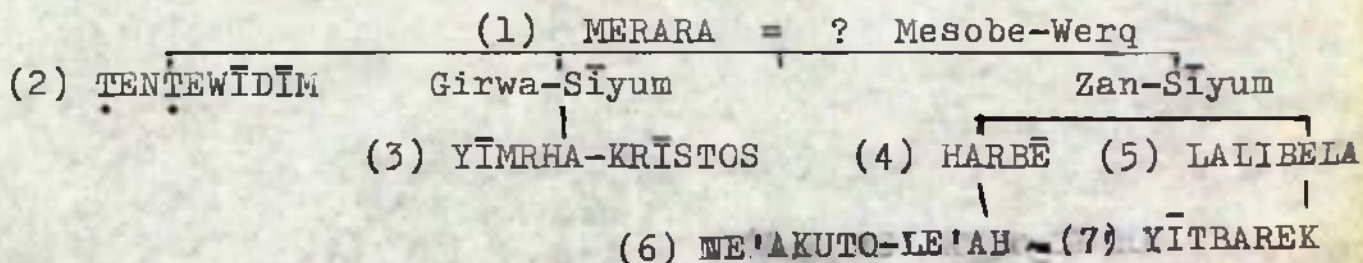 (1) MERARA = ? Mesobe-Werq
(2) ṬENṬEWĪDĪM Girwa-Sīyum Zan-Sīyum
(3) YĪMRHA-KRĪSTOS (4) HARBĒ (5) LALIBELA
(6) NE'AKUTO-LE'AB - (7) YĪTBAREK